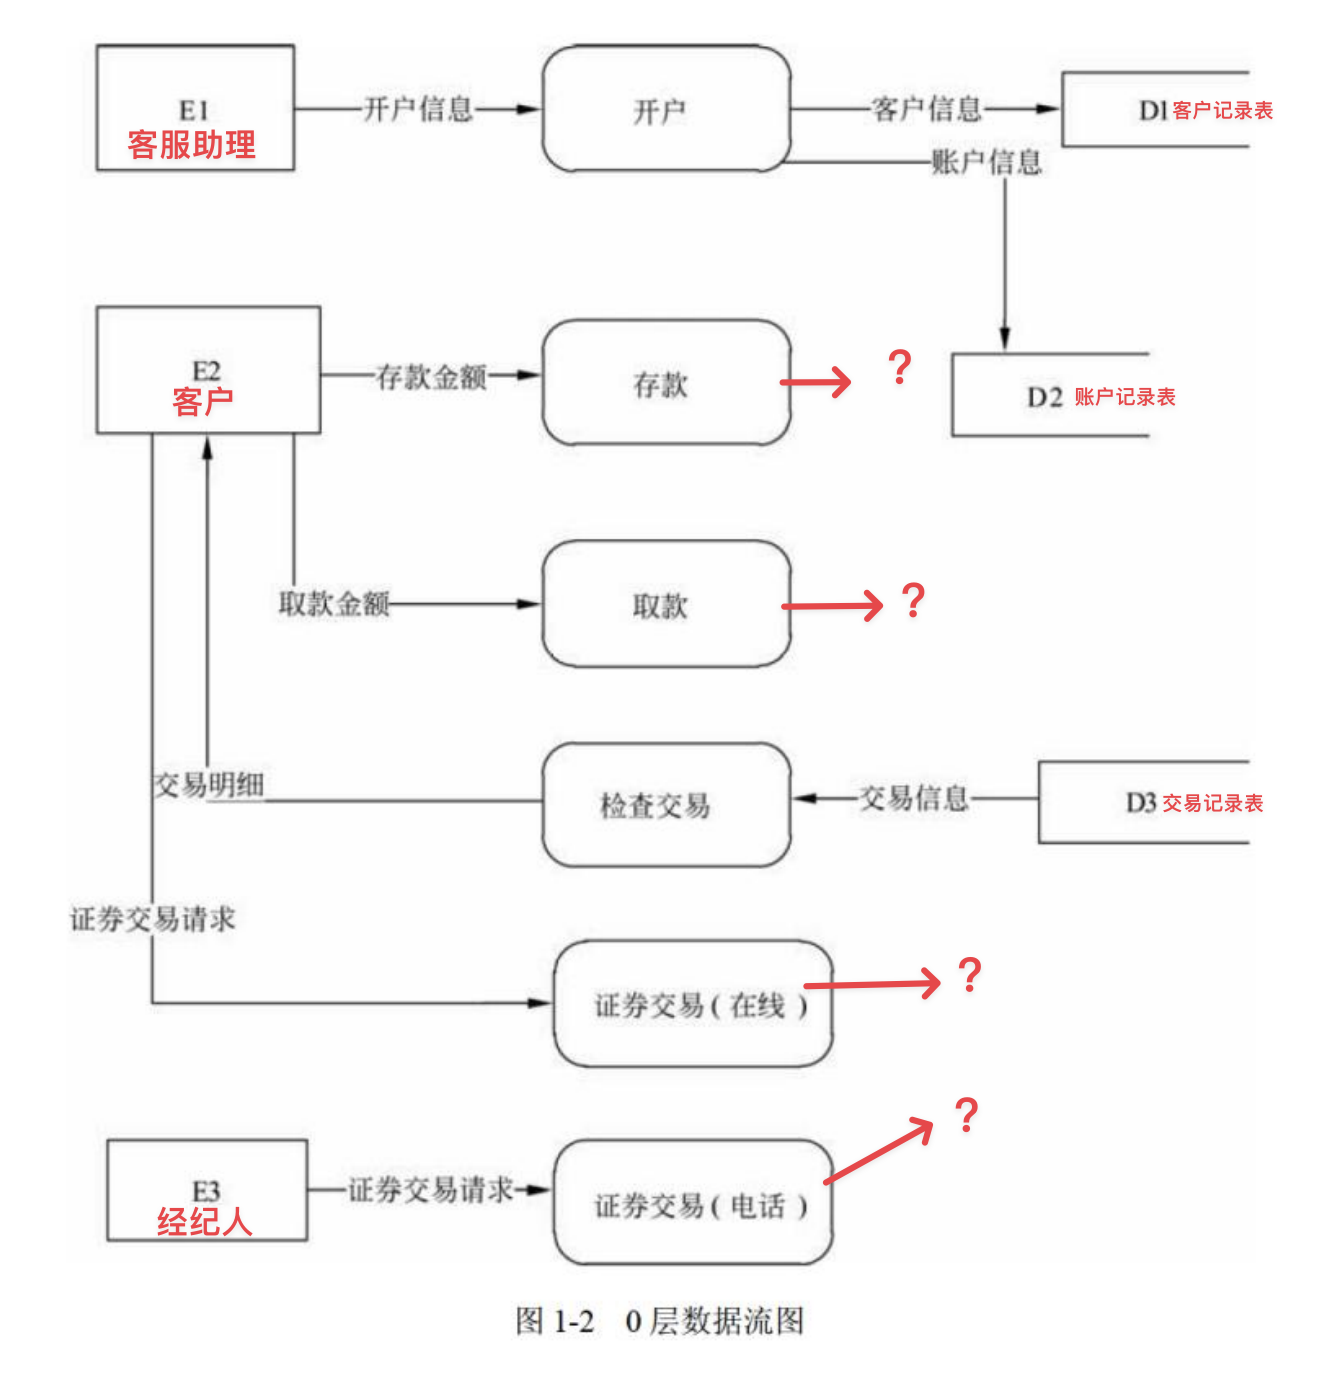 E1
客服助理
开户信息
开户
客户信息
D1 客户记录表
账户信息
E2
客户
存款金额
存款
?
D2 账户记录表
取款金额
取款
?
交易明细
检查交易
交易信息
D3 交易记录表
证券交易请求
证券交易(在线)
?
E3
经纪人
证券交易请求
证券交易(电话)
?
图 1-2 0 层数据流图